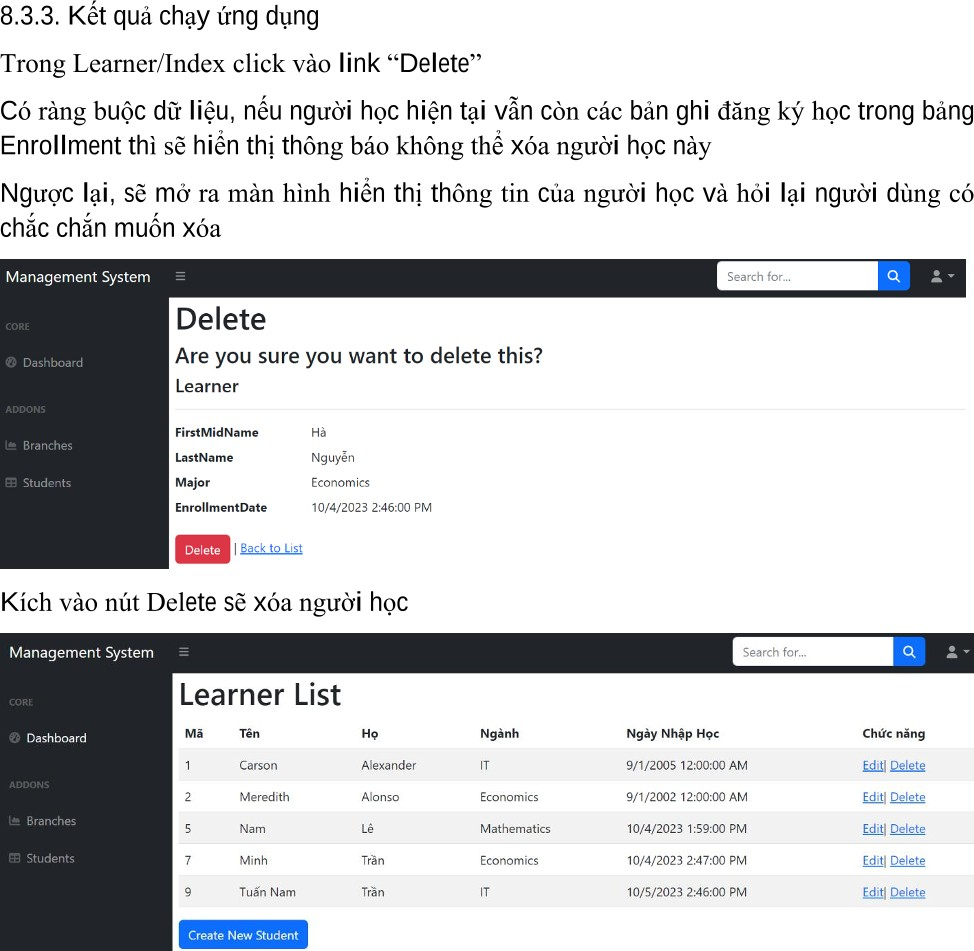 8.3.3. Kết quả chạy ứng dụng
Trong Learner/Index click vào link “Delete”
Có ràng buộc dữ liệu, nếu người học hiện tại vẫn còn các bản ghi đăng ký học trong bảng
Enrollment thì sẽ hiển thị thông báo không thể xóa người học này
Ngược lại, sẽ mở ra màn hình hiển thị thông tin của người học và hỏi lại người dùng có
chắc chắn muốn xóa
Management System ☰ Search for...
CORE
Dashboard
ADDONS
Branches
Students
Delete
Are you sure you want to delete this?
Learner
FirstMidName Hà
LastName Nguyễn
Major Economics
EnrollmentDate 10/4/2023 2:46:00 PM
Delete | Back to List
Kích vào nút Delete sẽ xóa người học
Management System ☰ Search for...
CORE
Dashboard
ADDONS
Branches
Students
Learner List
Mã Tên Họ Ngành Ngày Nhập Học Chức năng
1 Carson Alexander IT 9/1/2005 12:00:00 AM Edit| Delete
2 Meredith Alonso Economics 9/1/2002 12:00:00 AM Edit| Delete
5 Nam Lê Mathematics 10/4/2023 1:59:00 PM Edit| Delete
7 Minh Trần Economics 10/4/2023 2:47:00 PM Edit| Delete
9 Tuấn Nam Trần IT 10/5/2023 2:46:00 PM Edit| Delete
Create New Student